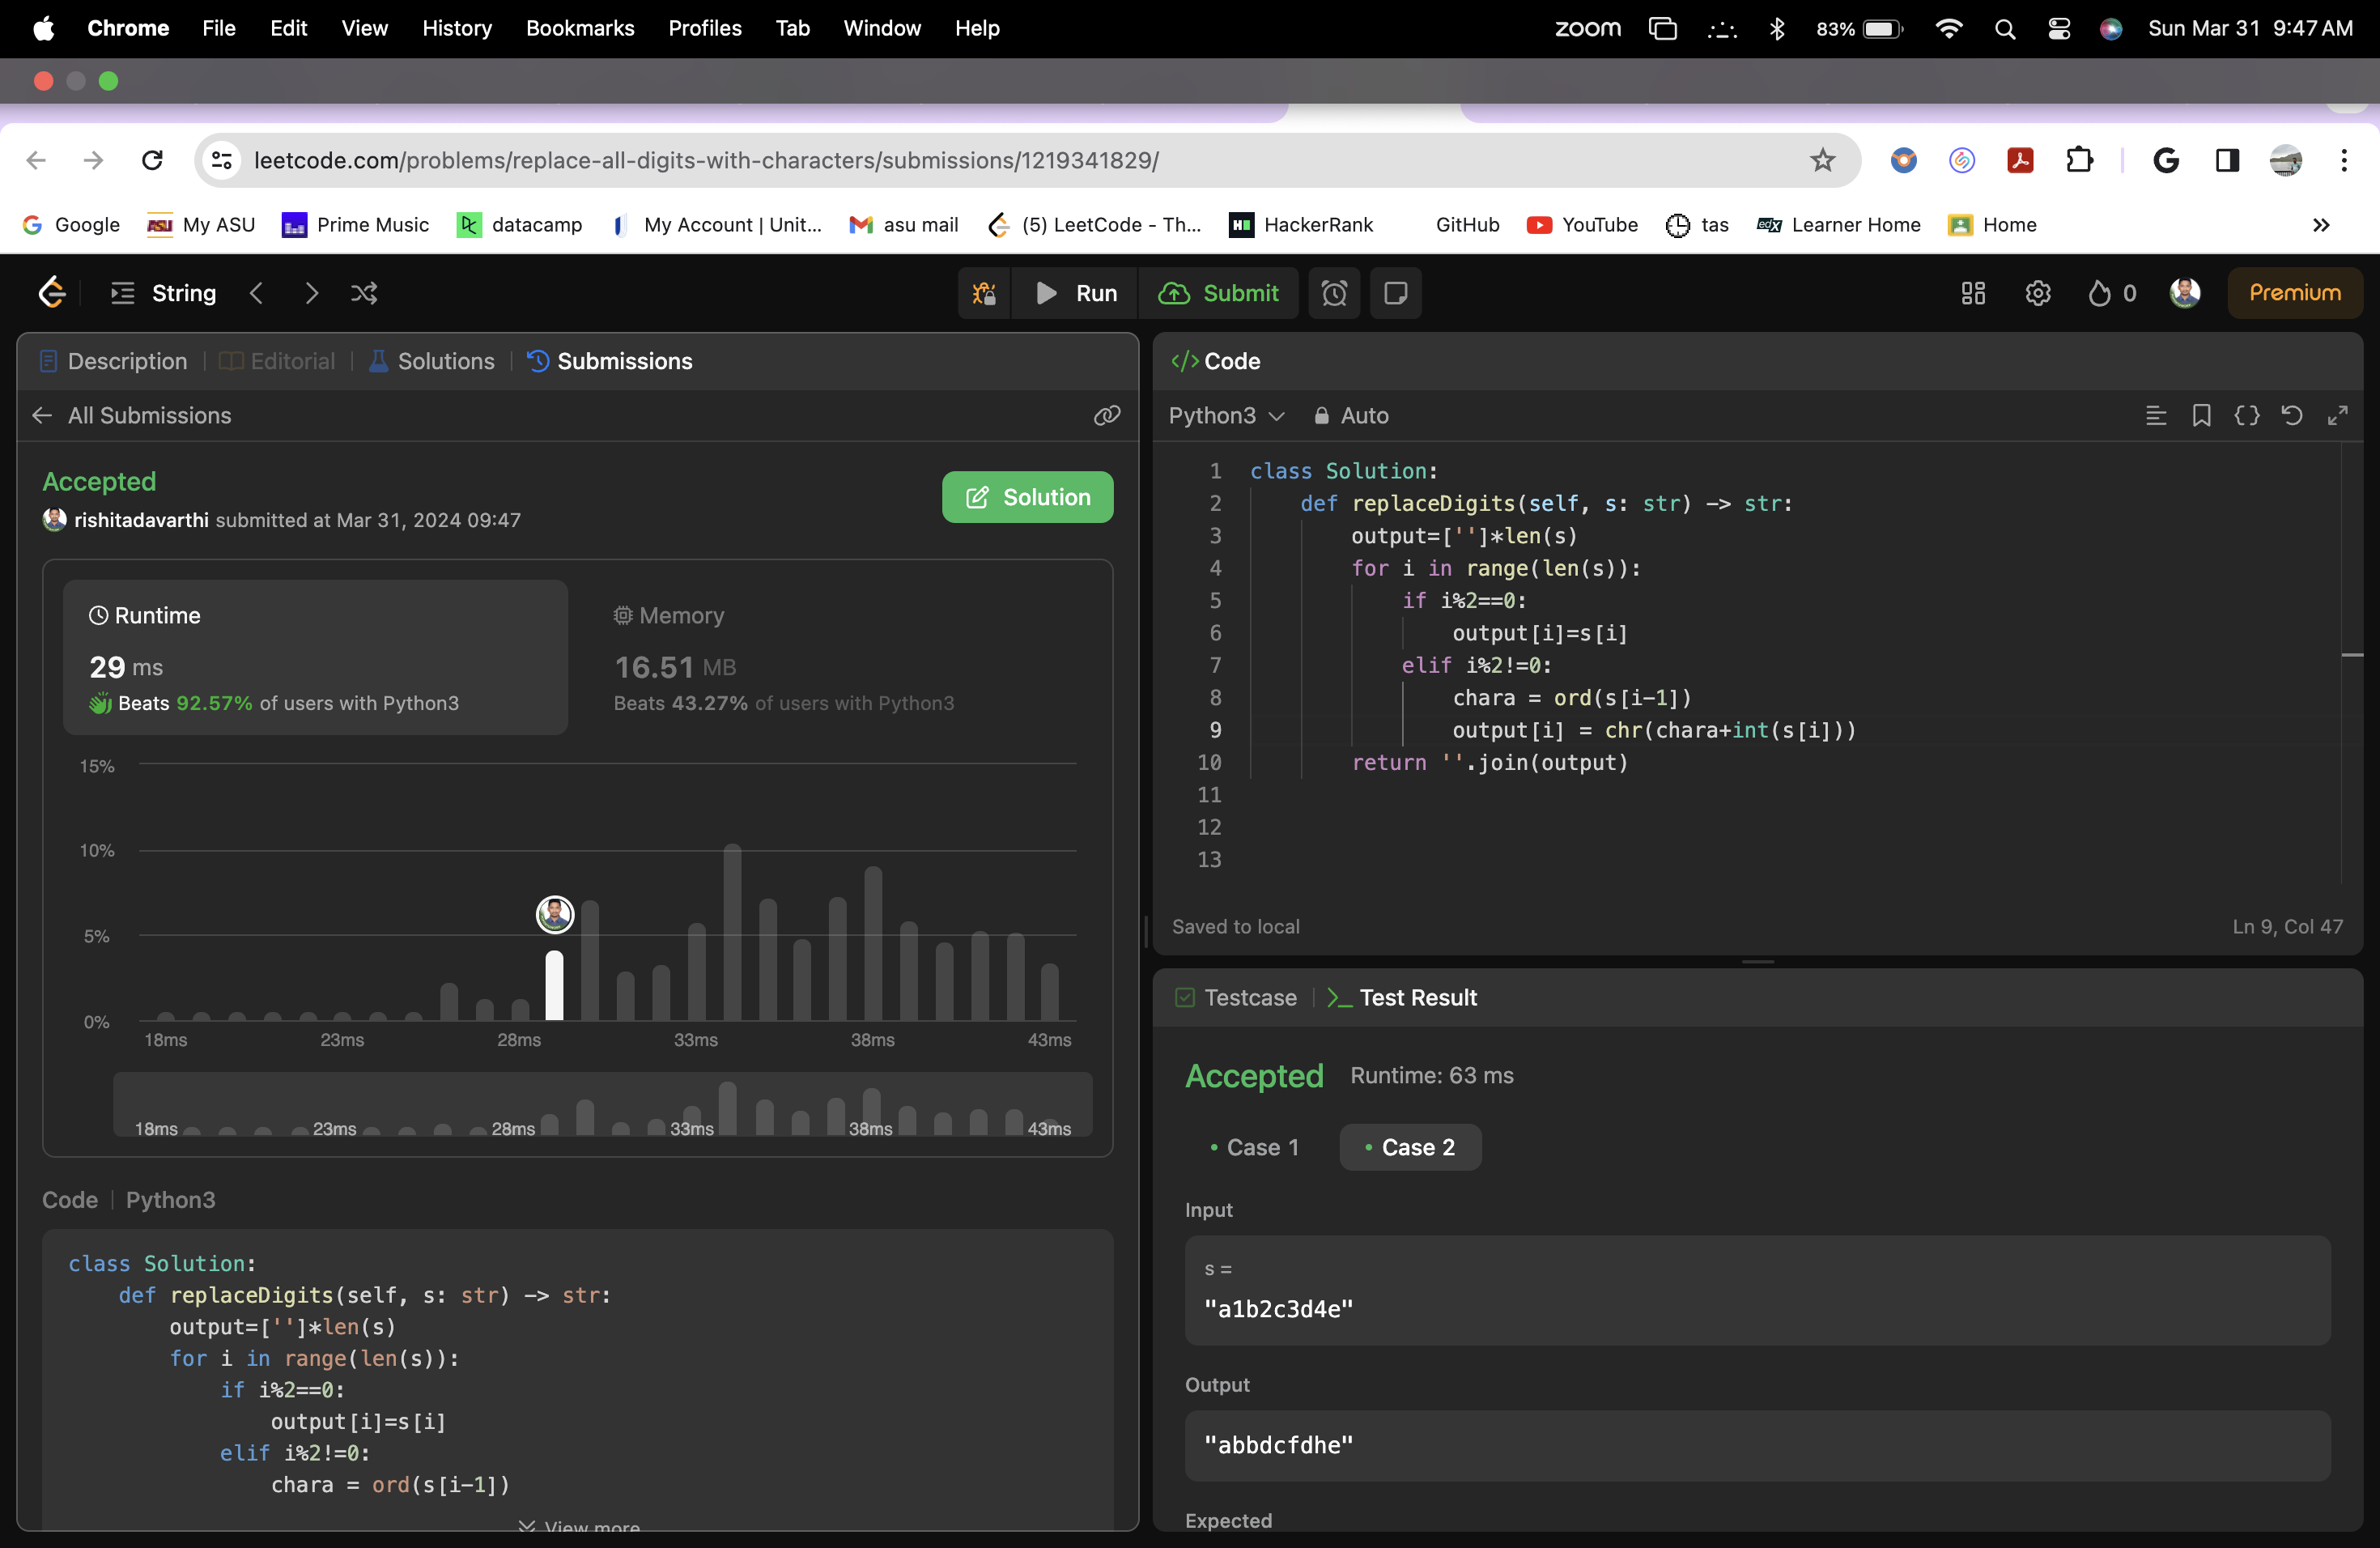 Chrome File Edit View History Bookmarks Profiles Tab Window Help zoom 83% Sun Mar 31 9:47 AM
leetcode.com/problems/replace-all-digits-with-characters/submissions/1219341829/
Google My ASU Prime Music datacamp My Account | Unit... asu mail (5) LeetCode - Th... HackerRank GitHub YouTube tas Learner Home Home
String Run Submit 0 Premium
Description Editorial Solutions Submissions
All Submissions
Accepted
rishitadavarthi submitted at Mar 31, 2024 09:47
Solution
Runtime
29 ms
Beats 92.57% of users with Python3
Memory
16.51 MB
Beats 43.27% of users with Python3
15%
10%
5%
0%
18ms 23ms 28ms 33ms 38ms 43ms
18ms 23ms 28ms 33ms 38ms 43ms
Code | Python3
class Solution:
    def replaceDigits(self, s: str) -> str:
        output=['']*len(s)
        for i in range(len(s)):
            if i%2==0:
                output[i]=s[i]
            elif i%2!=0:
                chara = ord(s[i-1])
View more
</> Code
Python3 Auto
1 class Solution:
2     def replaceDigits(self, s: str) -> str:
3         output=['']*len(s)
4         for i in range(len(s)):
5             if i%2==0:
6                 output[i]=s[i]
7             elif i%2!=0:
8                 chara = ord(s[i-1])
9                 output[i] = chr(chara+int(s[i]))
10         return ''.join(output)
11
12
13
Saved to local Ln 9, Col 47
Testcase >_ Test Result
Accepted Runtime: 63 ms
• Case 1 • Case 2
Input
s =
"a1b2c3d4e"
Output
"abbdcfdhe"
Expected